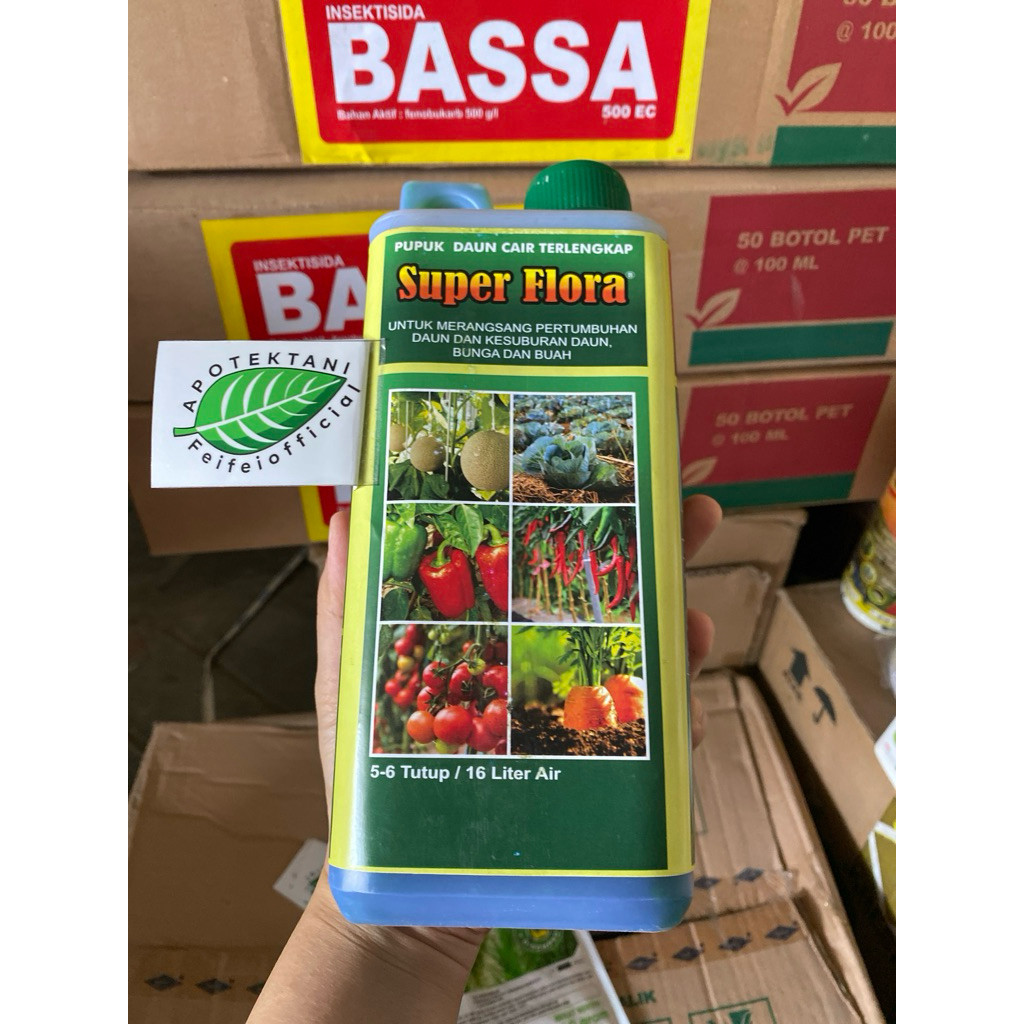 INSEKTISIDA
BASSA
Bahan Aktif : fenobukarb 500 g/l
500 EC
@ 100
INSEKTISIDA
BA
50 BOTOL PET
@ 100 ML
50 BOTOL PET
@ 100 ML
APOTEKTANI
Feifeiofficial
PUPUK DAUN CAIR TERLENGKAP
Super Flora®
UNTUK MERANGSANG PERTUMBUHAN
DAUN DAN KESUBURAN DAUN,
BUNGA DAN BUAH
5-6 Tutup / 16 Liter Air